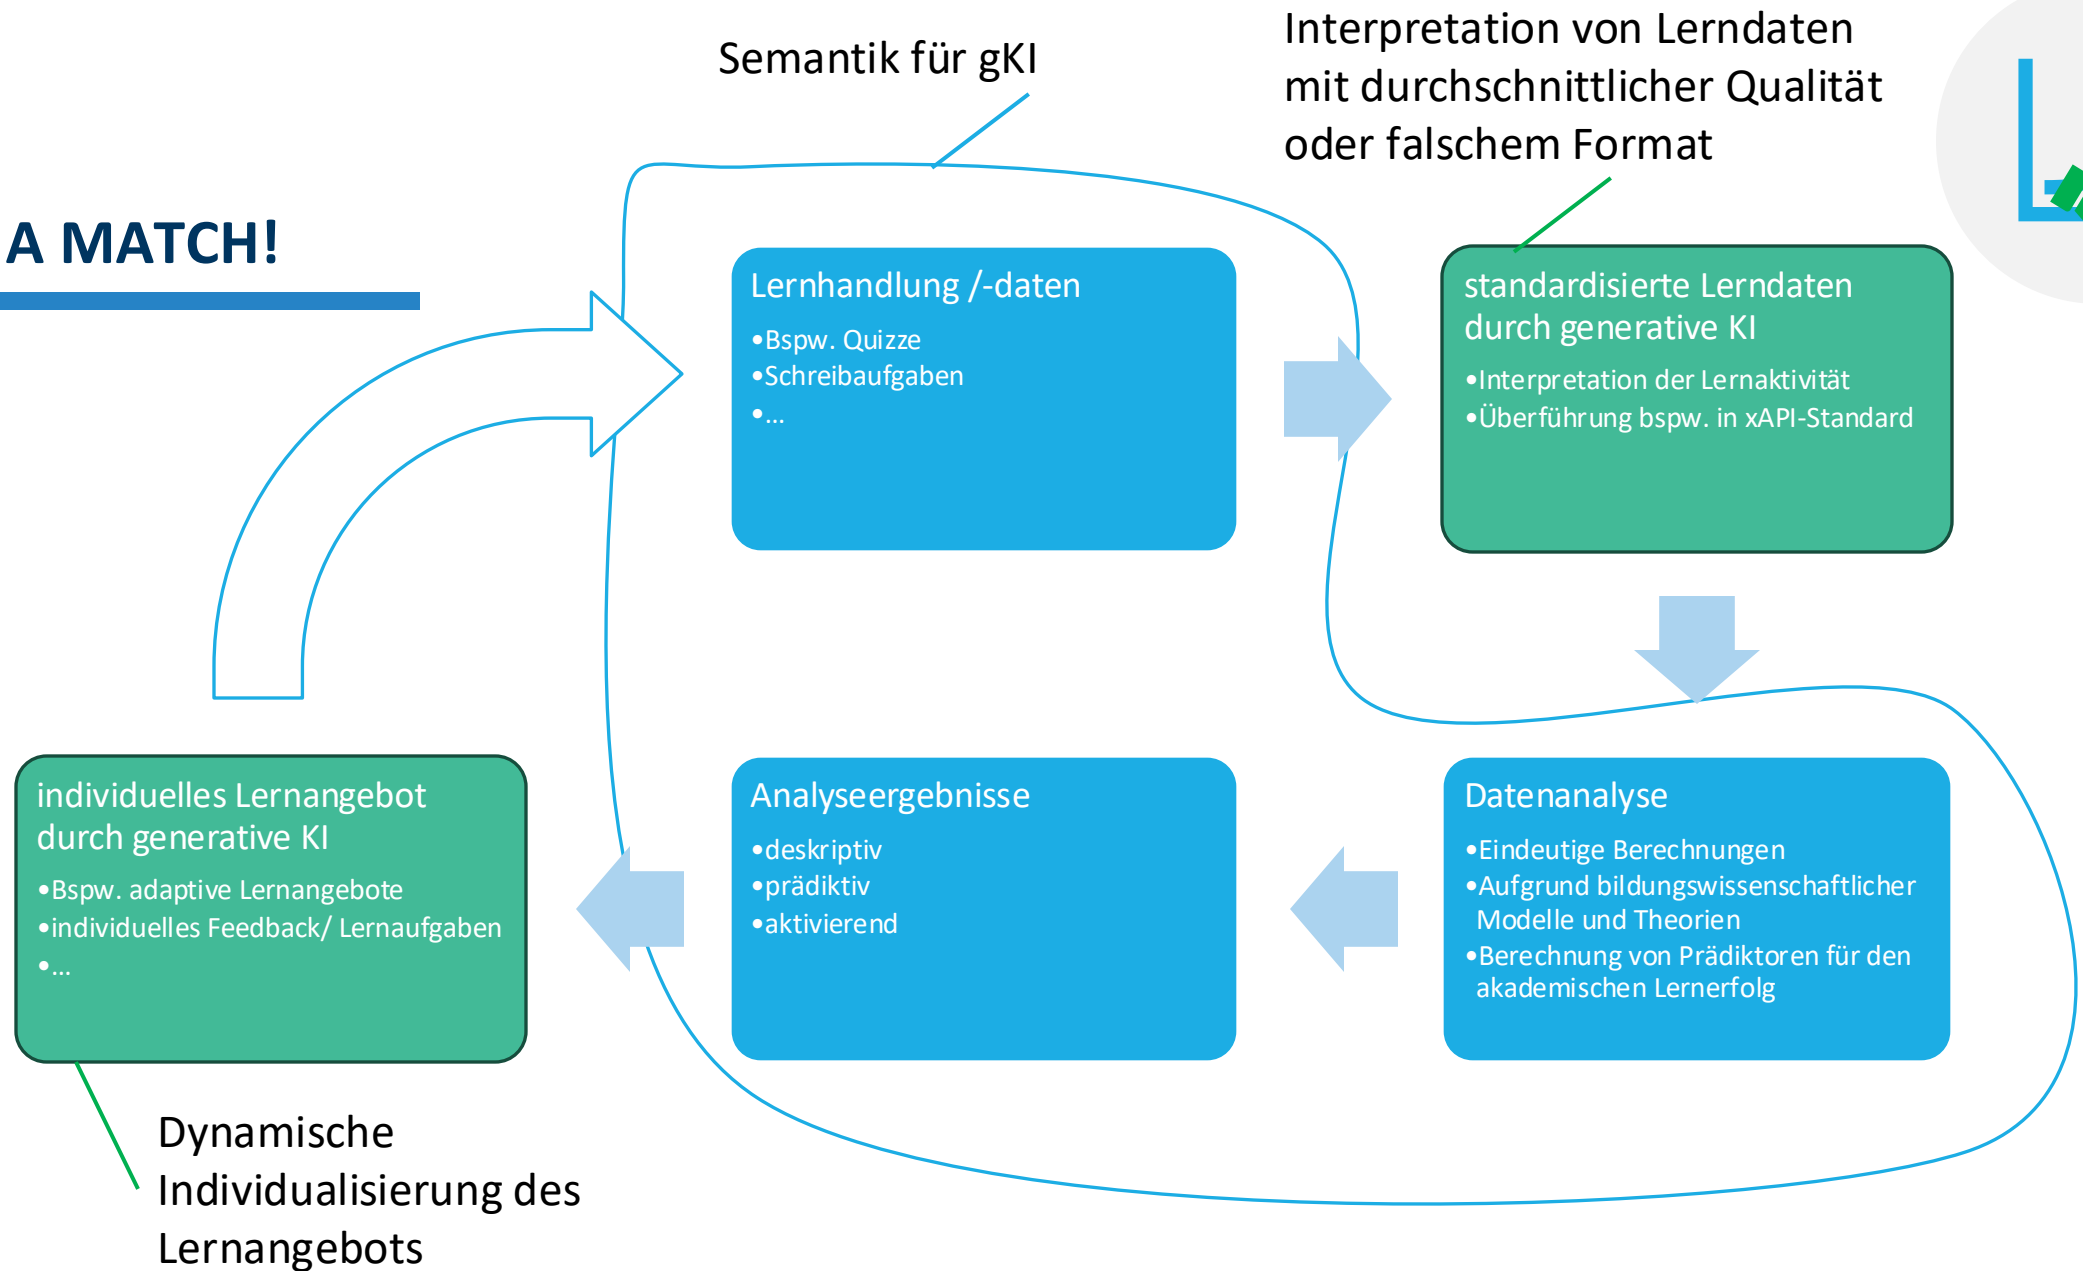 Semantik für gKI
Interpretation von Lerndaten
mit durchschnittlicher Qualität
oder falschem Format
A MATCH!
Lernhandlung /-daten
•Bspw. Quizze
•Schreibaufgaben
•...
standardisierte Lerndaten
durch generative KI
•Interpretation der Lernaktivität
•Überführung bspw. in xAPI-Standard
individuelles Lernangebot
durch generative KI
•Bspw. adaptive Lernangebote
•individuelles Feedback/ Lernaufgaben
•...
Analyseergebnisse
•deskriptiv
•prädiktiv
•aktivierend
Datenanalyse
•Eindeutige Berechnungen
•Aufgrund bildungswissenschaftlicher
Modelle und Theorien
•Berechnung von Prädiktoren für den
akademischen Lernerfolg
Dynamische
Individualisierung des
Lernangebots